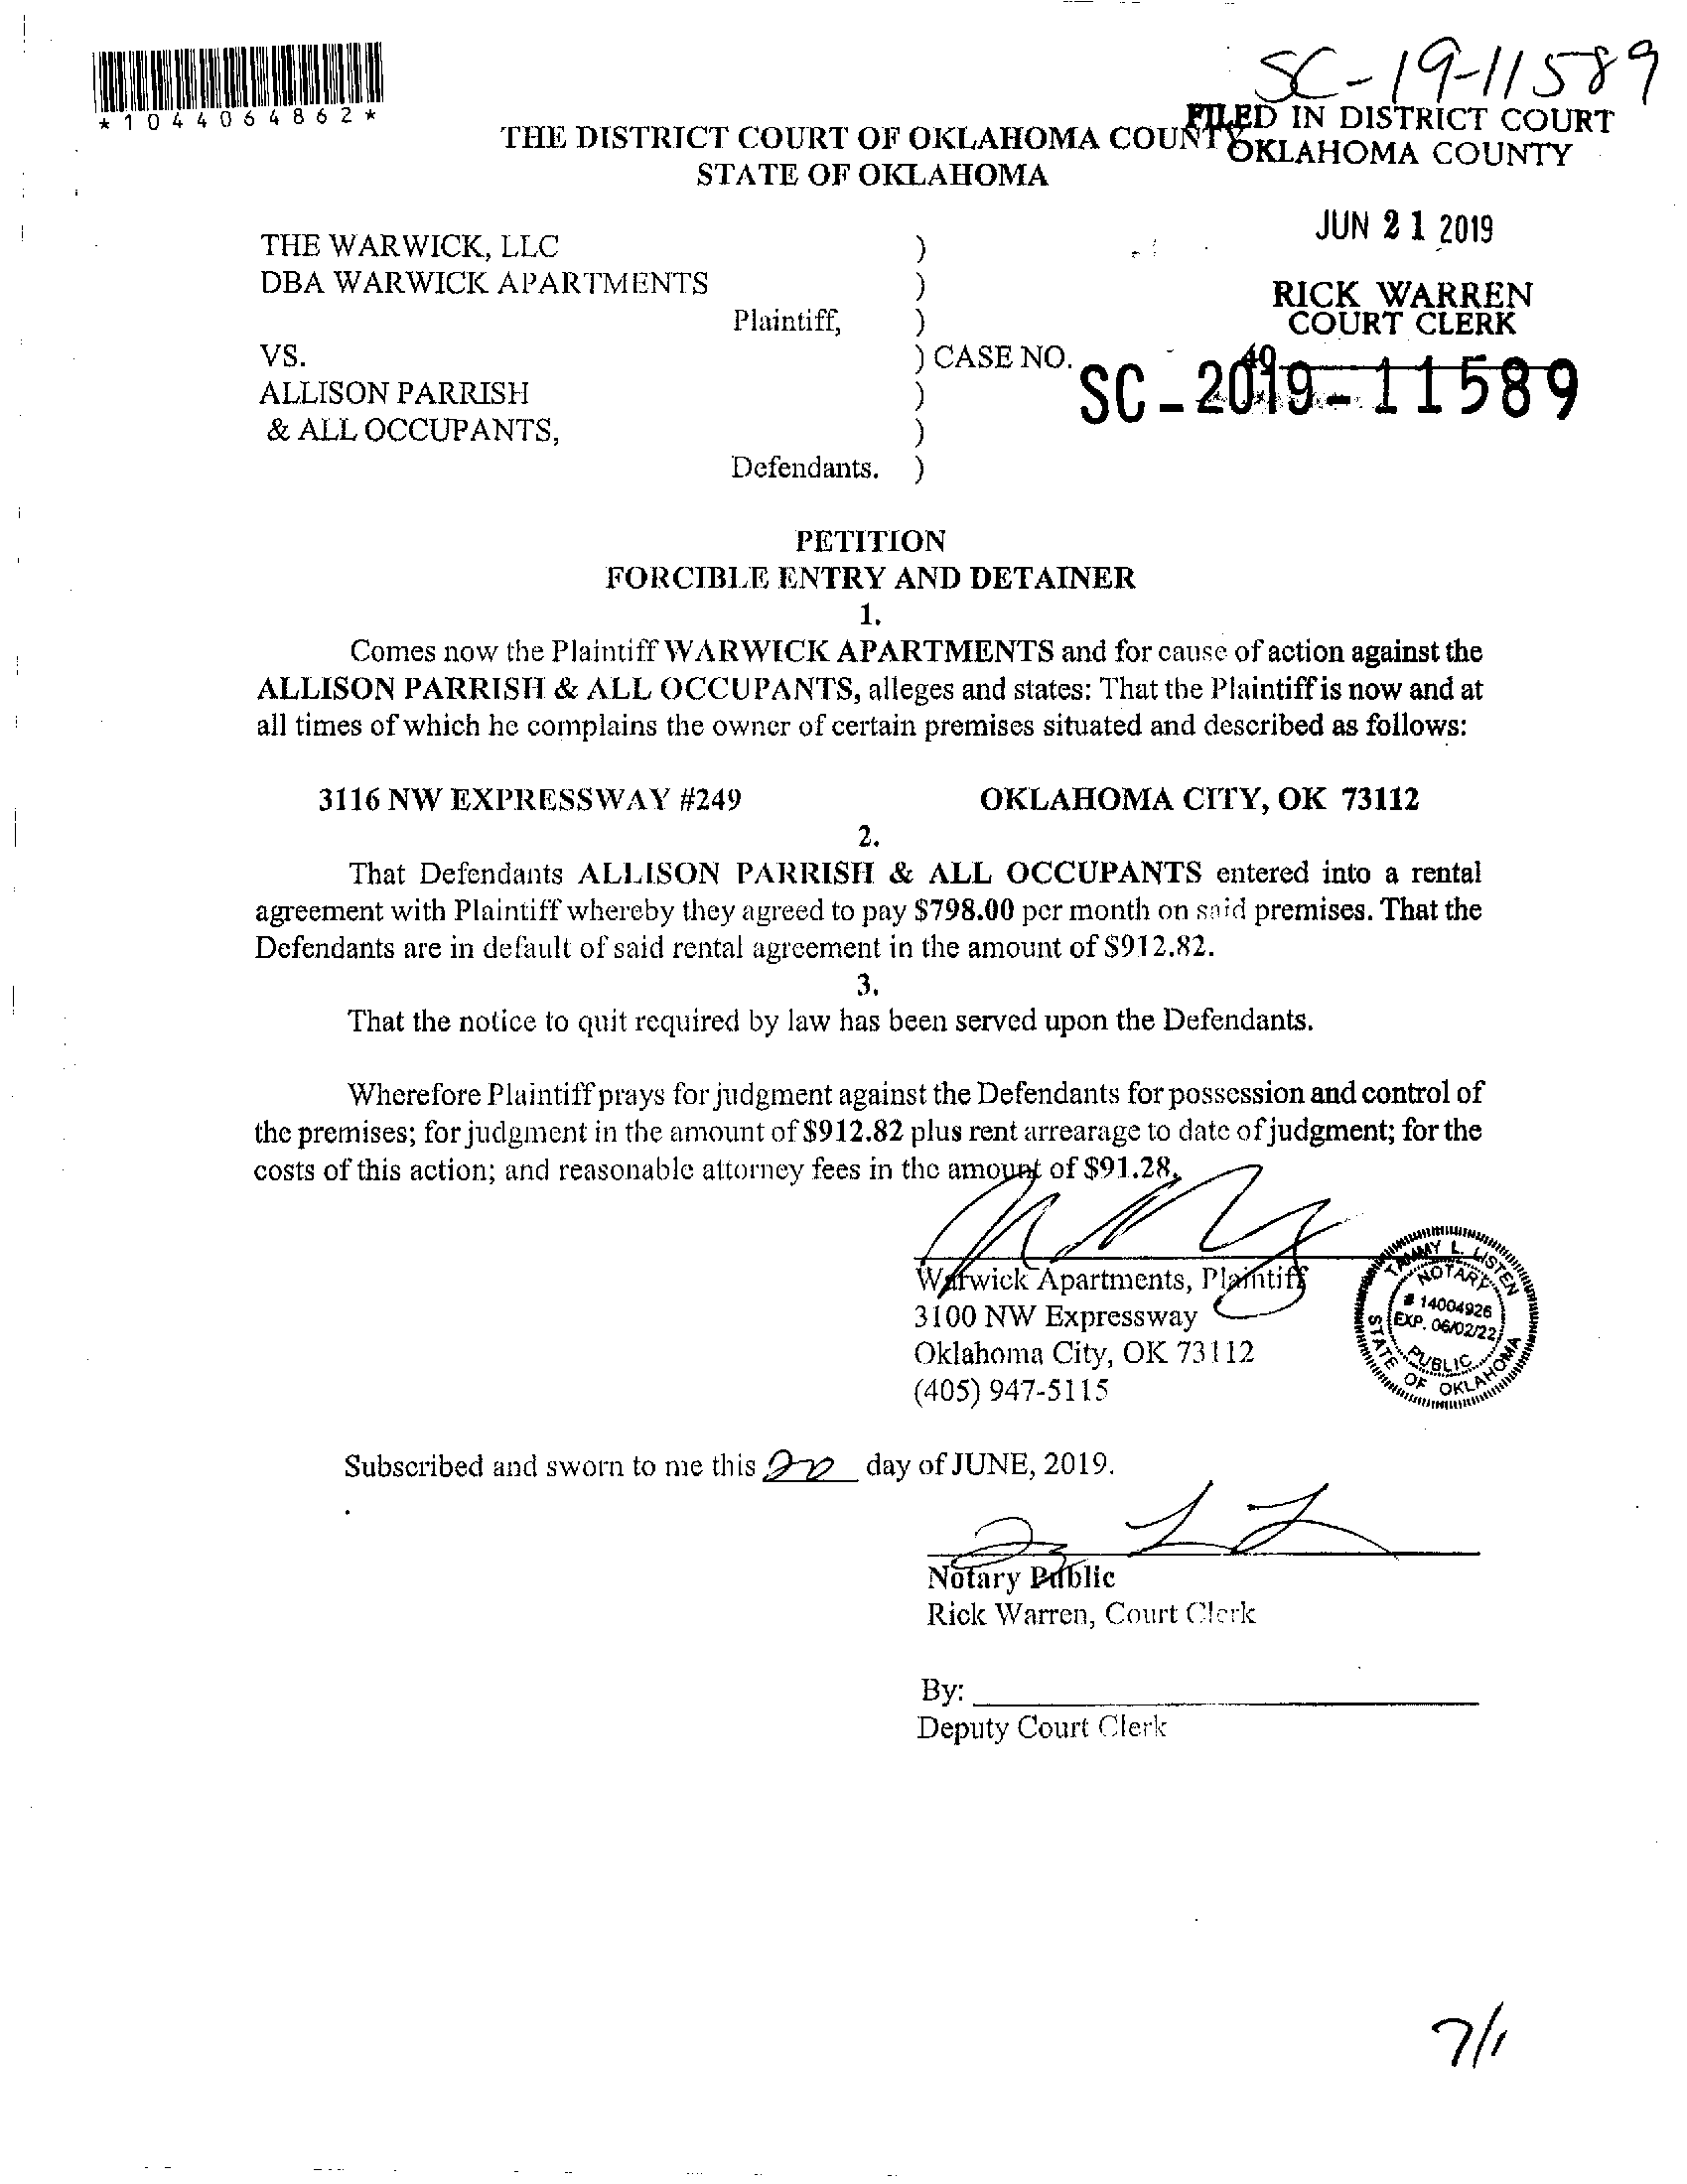 SC-19-11589
*1044064862*
FILED IN DISTRICT COURT
OKLAHOMA COUNTY
THE DISTRICT COURT OF OKLAHOMA COUNTY
STATE OF OKLAHOMA
JUN 21 2019
RICK WARREN
COURT CLERK
THE WARWICK, LLC )
DBA WARWICK APARTMENTS )
Plaintiff, )
VS. ) CASE NO. SC-2019-11589
ALLISON PARRISH )
& ALL OCCUPANTS, )
Defendants. )
PETITION
FORCIBLE ENTRY AND DETAINER
1.
Comes now the Plaintiff WARWICK APARTMENTS and for cause of action against the
ALLISON PARRISH & ALL OCCUPANTS, alleges and states: That the Plaintiff is now and at
all times of which he complains the owner of certain premises situated and described as follows:
3116 NW EXPRESSWAY #249 OKLAHOMA CITY, OK 73112
2.
That Defendants ALLISON PARRISH & ALL OCCUPANTS entered into a rental
agreement with Plaintiff whereby they agreed to pay $798.00 per month on said premises. That the
Defendants are in default of said rental agreement in the amount of $912.82.
3.
That the notice to quit required by law has been served upon the Defendants.
Wherefore Plaintiff prays for judgment against the Defendants for possession and control of
the premises; for judgment in the amount of $912.82 plus rent arrearage to date of judgment; for the
costs of this action; and reasonable attorney fees in the amount of $91.28.
Warwick Apartments, Plaintiff
3100 NW Expressway
Oklahoma City, OK 73112
(405) 947-5115
TAMMY L. LISTEN
NOTARY
# 14004926
EXP. 06/02/22
PUBLIC
STATE OF OKLAHOMA
Subscribed and sworn to me this 20 day of JUNE, 2019.
Notary Public
Rick Warren, Court Clerk
By:
Deputy Court Clerk
7/1